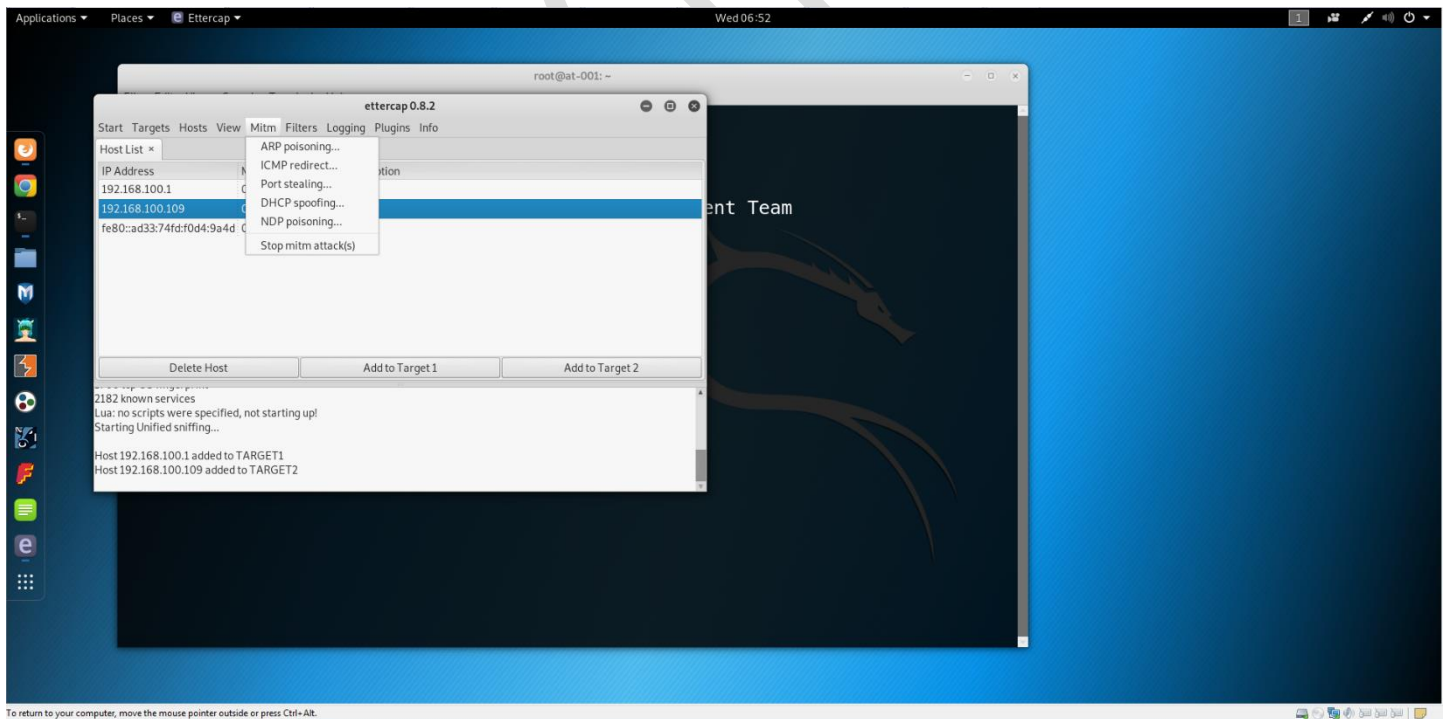 Applications Places Ettercap Wed 06:52 1
root@at-001: ~
ettercap 0.8.2
Start Targets Hosts View Mitm Filters Logging Plugins Info
Host List ×
ARP poisoning...
ICMP redirect...
Port stealing...
DHCP spoofing...
NDP poisoning...
Stop mitm attack(s)
IP Address
192.168.100.1
192.168.100.109
fe80::ad33:74fd:f0d4:9a4d
Team
Delete Host Add to Target 1 Add to Target 2
2182 known services
Lua: no scripts were specified, not starting up!
Starting Unified sniffing...
Host 192.168.100.1 added to TARGET1
Host 192.168.100.109 added to TARGET2
To return to your computer, move the mouse pointer outside or press Ctrl+Alt.